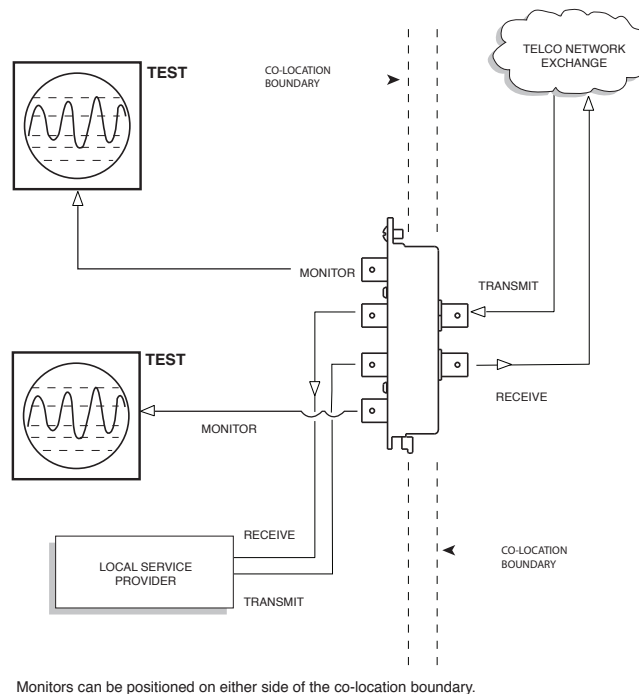 TELCO NETWORK
EXCHANGE
TEST
CO-LOCATION
BOUNDARY
MONITOR
TRANSMIT
TEST
RECEIVE
MONITOR
RECEIVE
LOCAL SERVICE
PROVIDER
CO-LOCATION
BOUNDARY
TRANSMIT
Monitors can be positioned on either side of the co-location boundary.